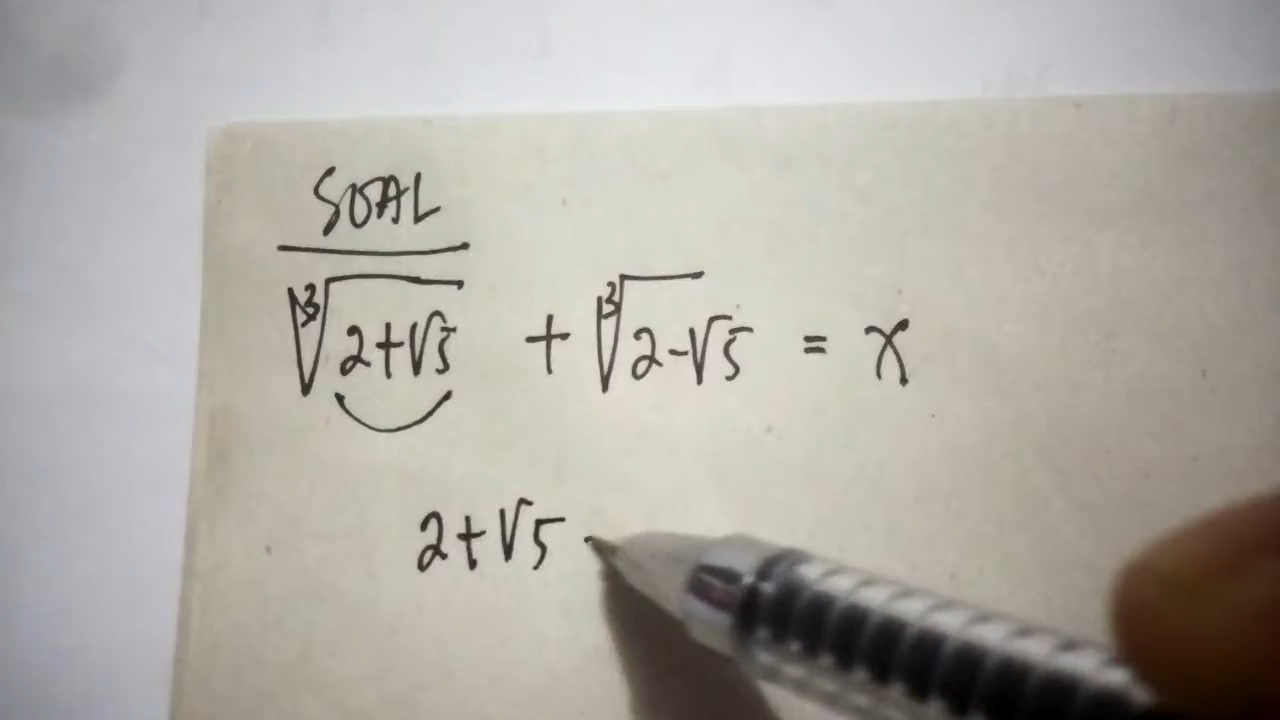 SOAL
∛(2+√5) + ∛(2-√5) = x
2+√5